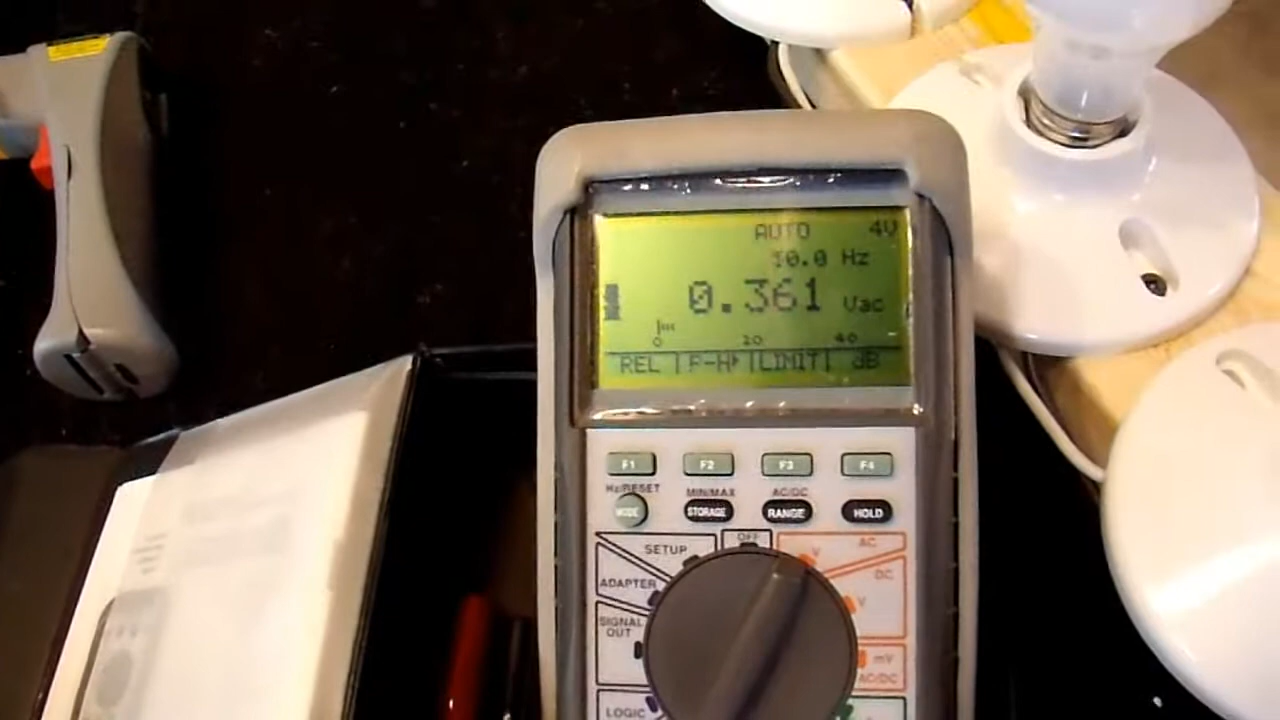 AUTO 4V
10.0 Hz
0.361 Vac
0 20 40
REL LIMIT dB
F1 F2 F3 F4
Hz/RESET MIN/MAX AC/DC
MODE STORAGE RANGE HOLD
SETUP OFF V AC
ADAPTER DC
V
SIGNAL
OUT
mV
AC/DC
LOGIC